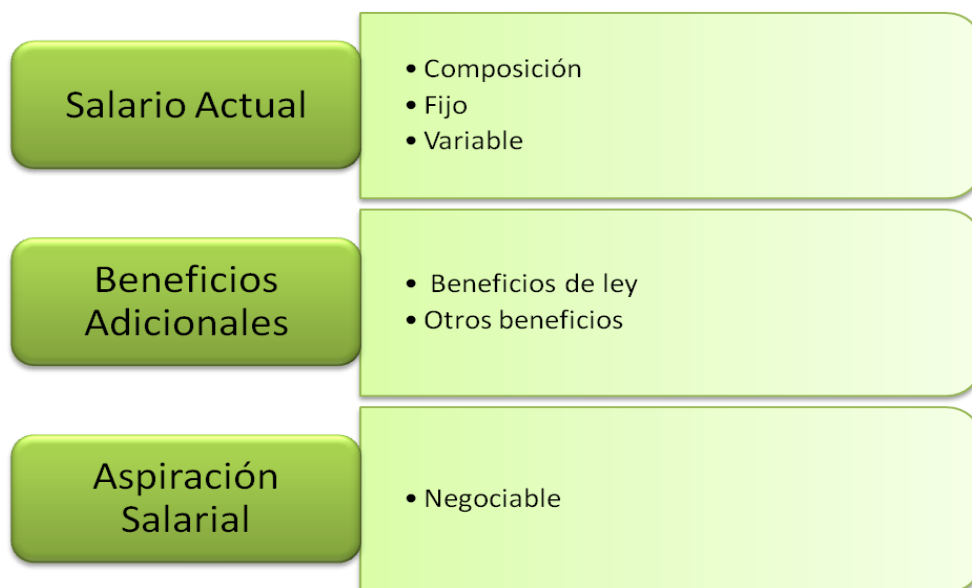 Salario Actual
• Composición
• Fijo
• Variable
Beneficios
Adicionales
• Beneficios de ley
• Otros beneficios
Aspiración
Salarial
• Negociable